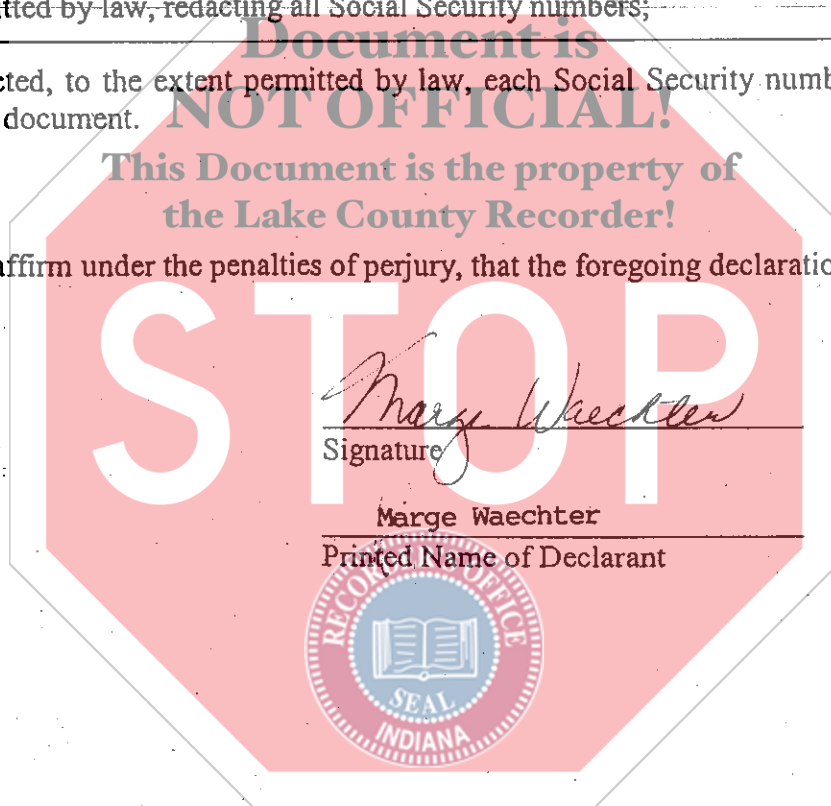 tted by law, redacting all Social Security numbers;
Document is
cted, to the extent permitted by law, each Social Security numb
NOT OFFICIAL!
document.
This Document is the property of
the Lake County Recorder!
affirm under the penalties of perjury, that the foregoing declaratio
STOP
Marge Waechter
Signature
Marge Waechter
Printed Name of Declarant
RECORDER'S OFFICE
SEAL
INDIANA